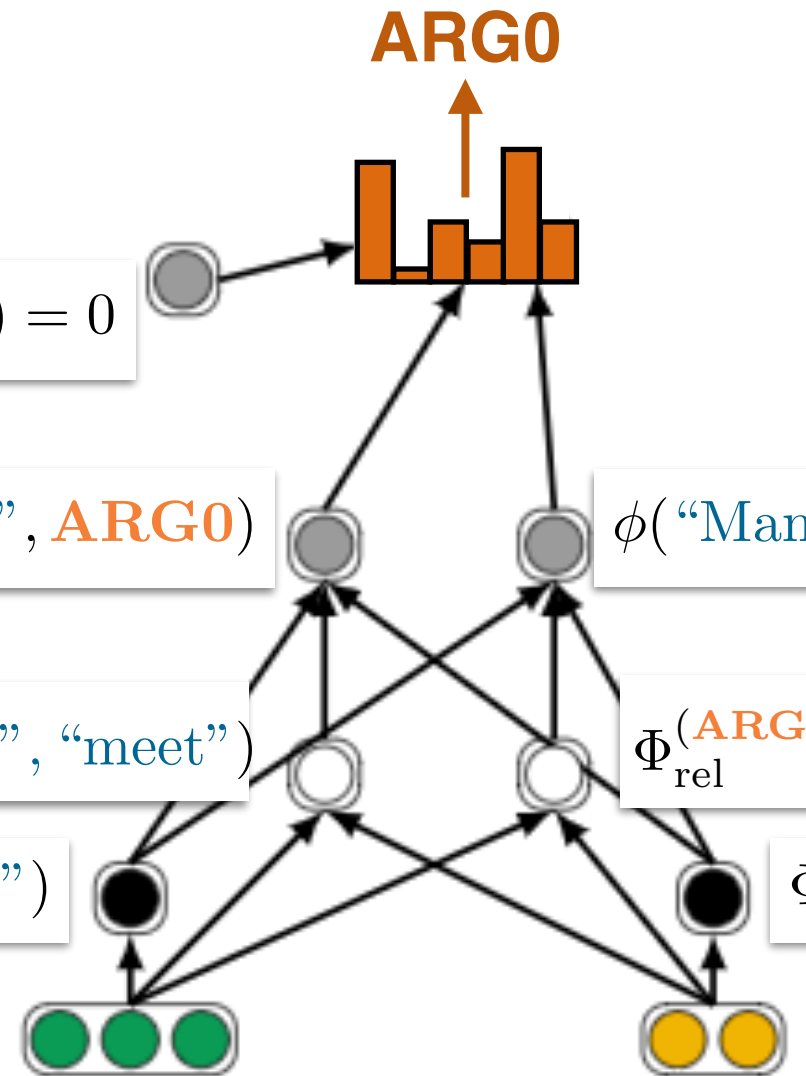 ARG0
) = 0
”, ARG0)
ϕ(“Man
”, “meet”)
Φ_rel^(ARG
”)